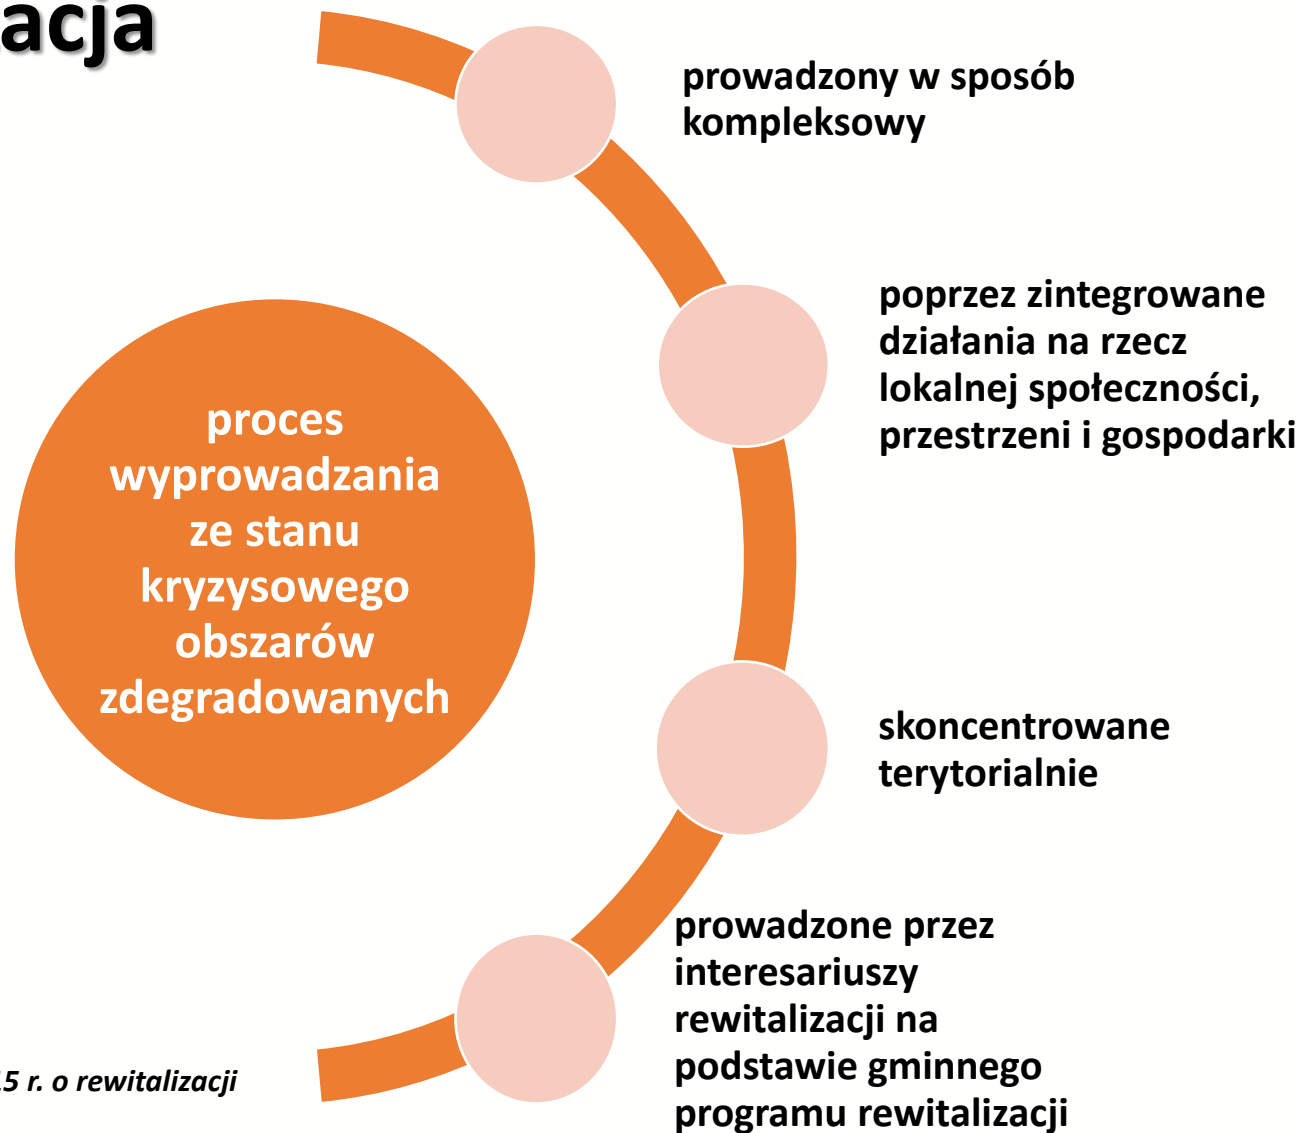 acja
prowadzony w sposób
kompleksowy
poprzez zintegrowane
działania na rzecz
lokalnej społeczności,
przestrzeni i gospodarki
proces
wyprowadzania
ze stanu
kryzysowego
obszarów
zdegradowanych
skoncentrowane
terytorialnie
prowadzone przez
interesariuszy
rewitalizacji na
podstawie gminnego
programu rewitalizacji
5 r. o rewitalizacji